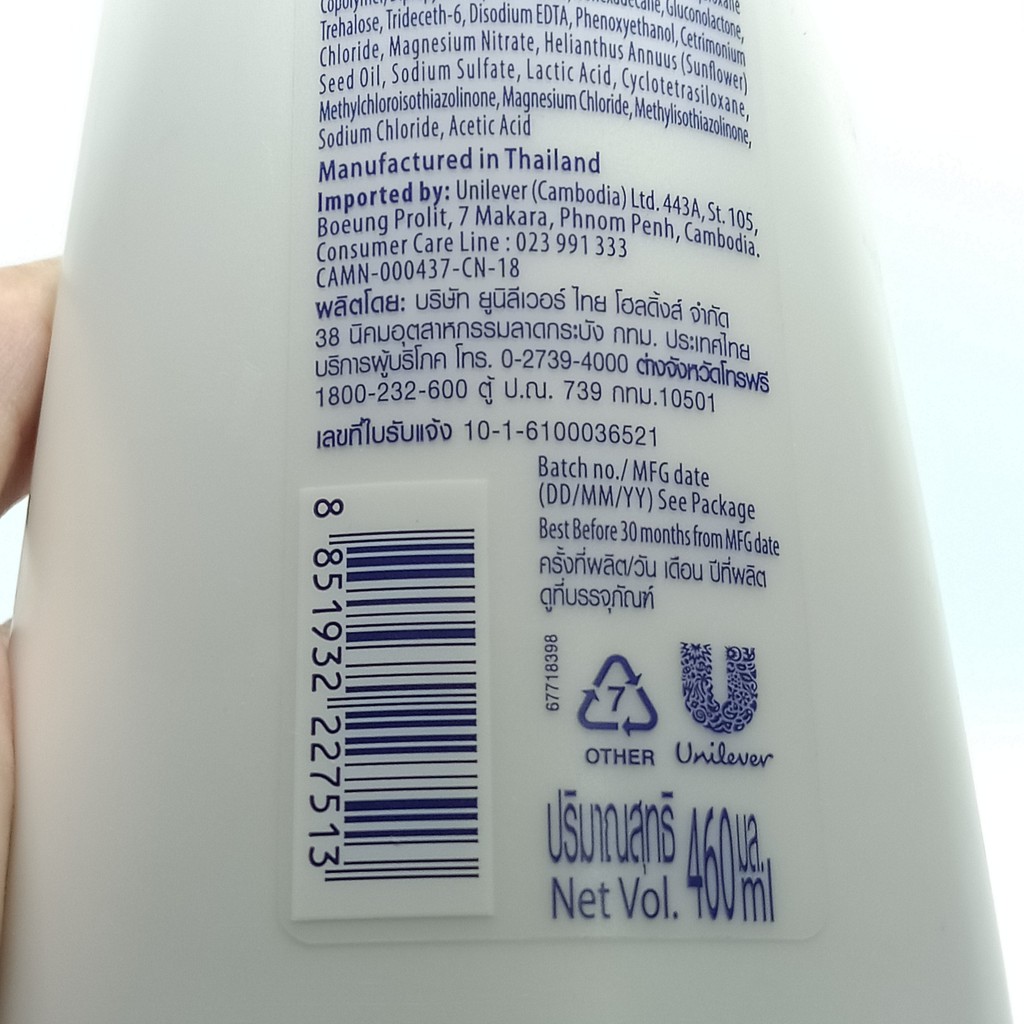 Gluconolactone,
Trehalose, Trideceth-6, Disodium EDTA, Phenoxyethanol, Cetrimonium
Chloride, Magnesium Nitrate, Helianthus Annuus (Sunflower)
Seed Oil, Sodium Sulfate, Lactic Acid, Cyclotetrasiloxane,
Methylchloroisothiazolinone, Magnesium Chloride, Methylisothiazolinone,
Sodium Chloride, Acetic Acid
Manufactured in Thailand
Imported by: Unilever (Cambodia) Ltd. 443A, St. 105,
Boeung Prolit, 7 Makara, Phnom Penh, Cambodia.
Consumer Care Line : 023 991 333
CAMN-000437-CN-18
ผลิตโดย: บริษัท ยูนิลีเวอร์ ไทย โฮลดิ้งส์ จำกัด
38 นิคมอุตสาหกรรมลาดกระบัง กทม. ประเทศไทย
บริการผู้บริโภค โทร. 0-2739-4000 ต่างจังหวัดโทรฟรี
1800-232-600 ตู้ ป.ณ. 739 กทม.10501
เลขที่ใบรับแจ้ง 10-1-6100036521
Batch no./ MFG date
(DD/MM/YY) See Package
Best Before 30 months from MFG date
ครั้งที่ผลิต/วัน เดือน ปีที่ผลิต
ดูที่บรรจุภัณฑ์
8 851932 227513
67718398
7
OTHER
Unilever
ปริมาณสุทธิ 460 มล.
Net Vol. ml